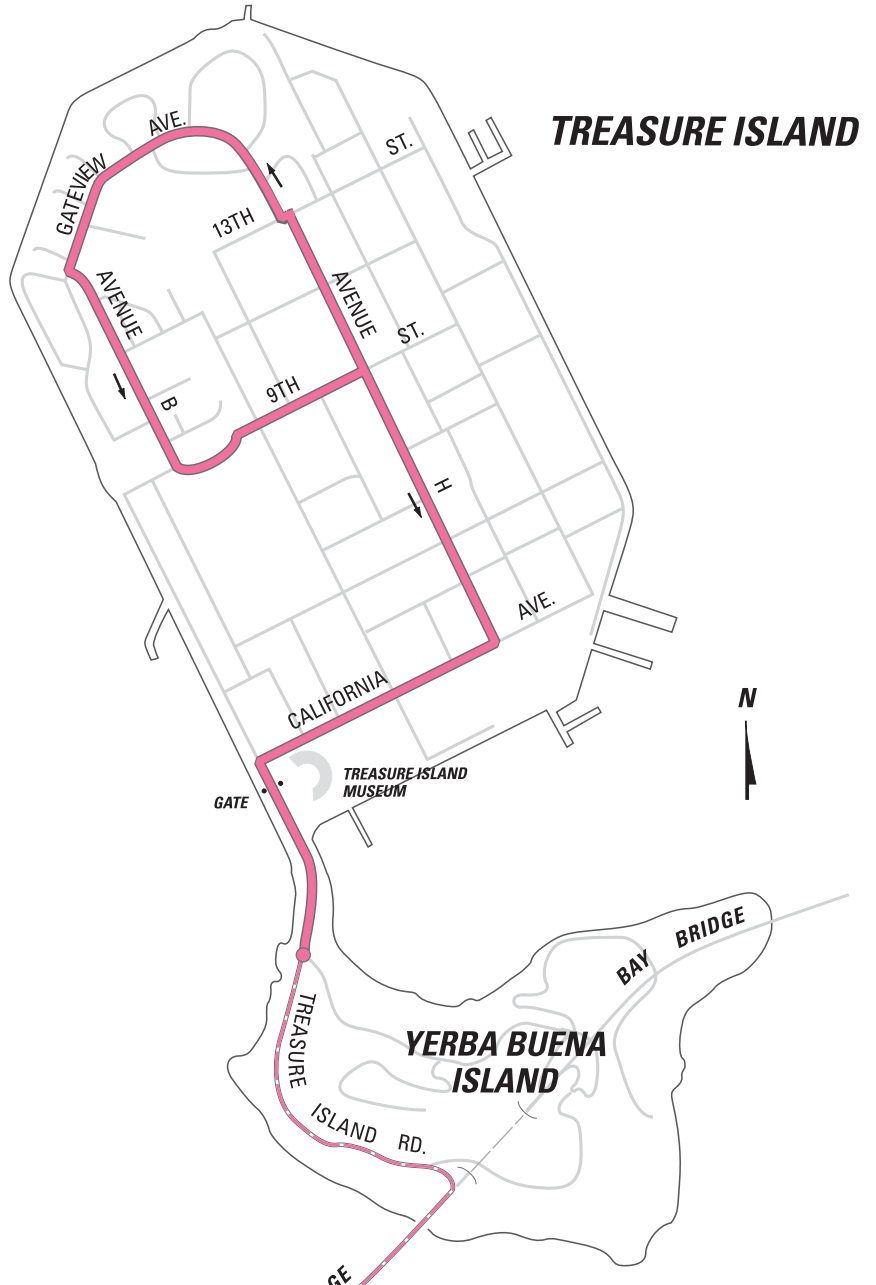 TREASURE ISLAND
AVE.
GATEVIEW
ST.
13TH
AVENUE
AVENUE
ST.
9TH
B
H
AVE.
CALIFORNIA
N
TREASURE ISLAND
MUSEUM
GATE
BAY BRIDGE
YERBA BUENA
ISLAND
TREASURE
ISLAND RD.
GE